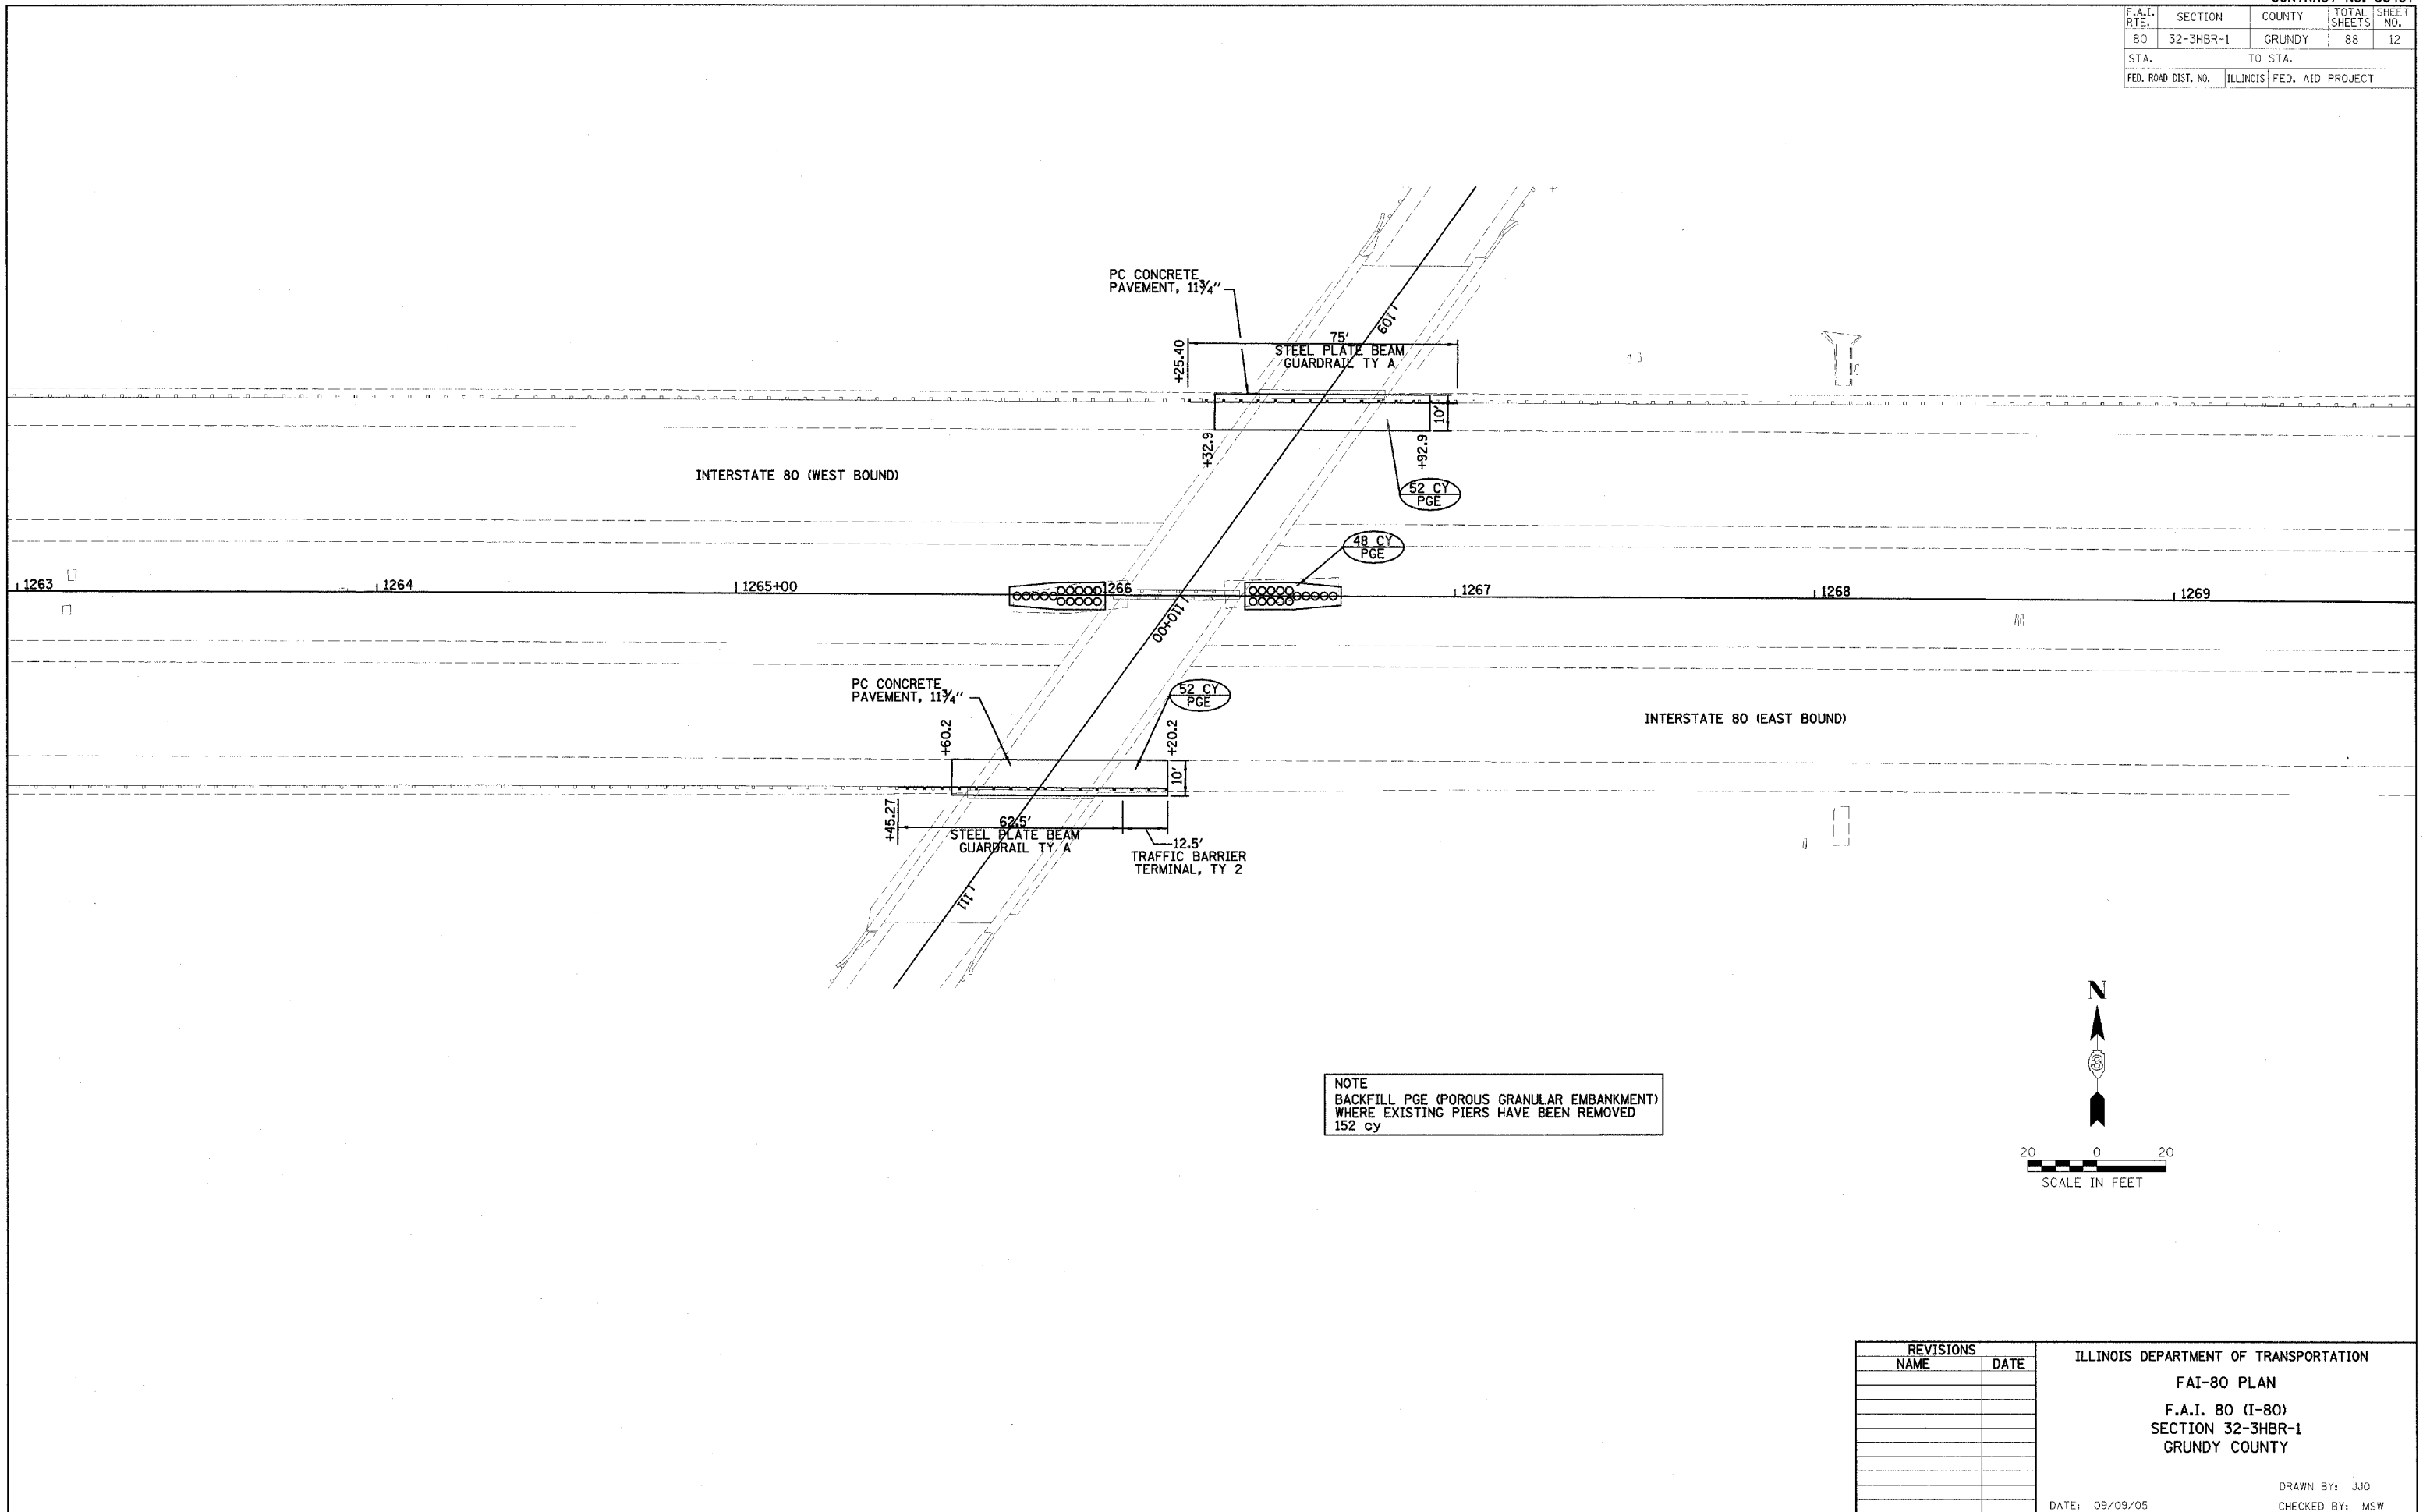 F.A.I. RTE. SECTION COUNTY TOTAL SHEETS SHEET NO.
80 32-3HBR-1 GRUNDY 88 12
STA. TO STA.
FED. ROAD DIST. NO. ILLINOIS FED. AID PROJECT
PC CONCRETE
PAVEMENT, 11¾"
109
75'
STEEL PLATE BEAM
GUARDRAIL TY A
+25.40
10'
+32.9
+92.9
INTERSTATE 80 (WEST BOUND)
52 CY
PGE
48 CY
PGE
1263
1264
1265+00
1266
1267
1268
1269
110+00
PC CONCRETE
PAVEMENT, 11¾"
52 CY
PGE
+60.2
+20.2
INTERSTATE 80 (EAST BOUND)
10'
+45.27
62.5'
STEEL PLATE BEAM
GUARDRAIL TY A
12.5'
TRAFFIC BARRIER
TERMINAL, TY 2
111
N
3
NOTE
BACKFILL PGE (POROUS GRANULAR EMBANKMENT)
WHERE EXISTING PIERS HAVE BEEN REMOVED
152 cy
20 0 20
SCALE IN FEET
REVISIONS
NAME DATE
ILLINOIS DEPARTMENT OF TRANSPORTATION
FAI-80 PLAN
F.A.I. 80 (I-80)
SECTION 32-3HBR-1
GRUNDY COUNTY
DRAWN BY: JJO
DATE: 09/09/05 CHECKED BY: MSW